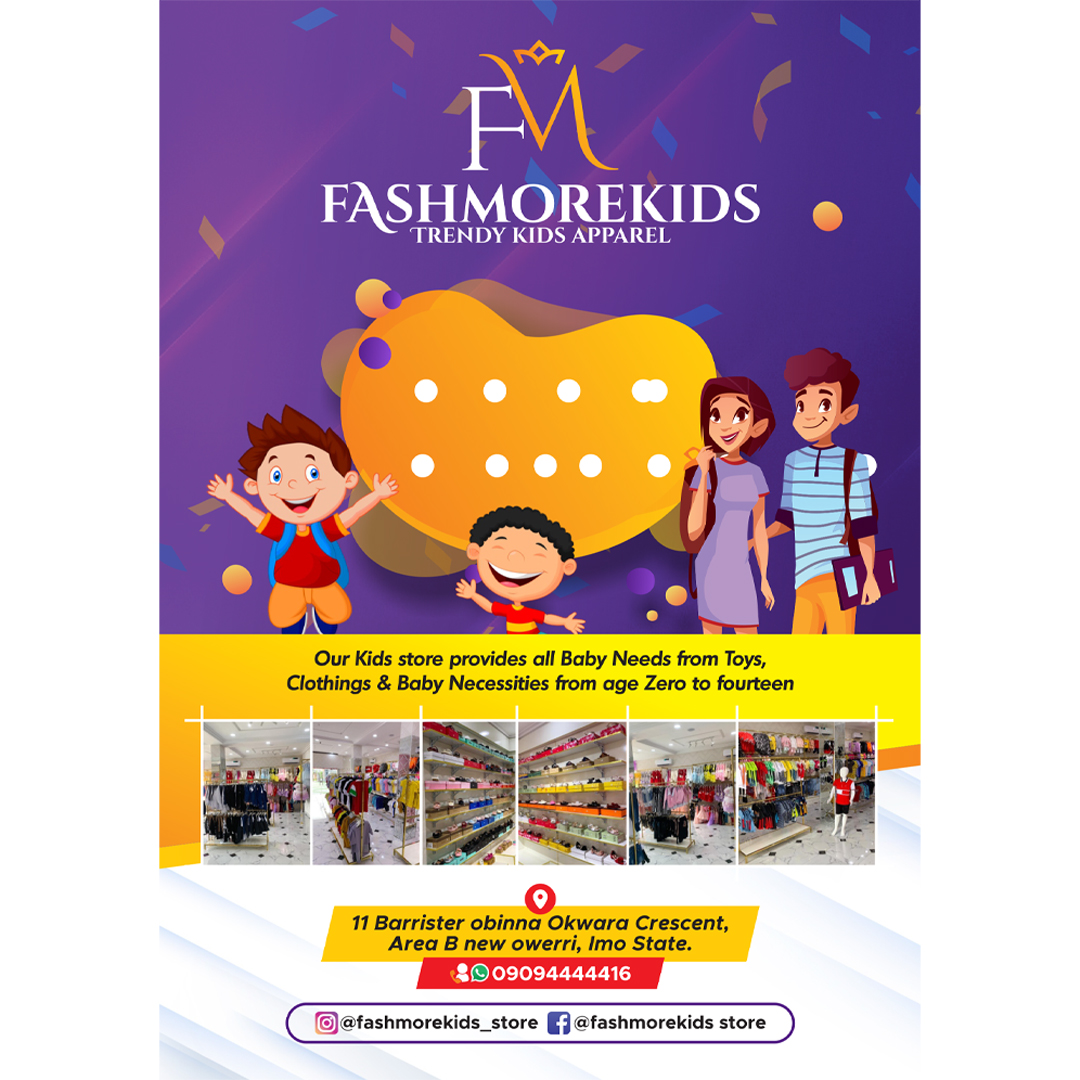 FM
FASHMOREKIDS
TRENDY KIDS APPAREL
Our Kids store provides all Baby Needs from Toys,
Clothings & Baby Necessities from age Zero to fourteen
11 Barrister obinna Okwara Crescent,
Area B new owerri, Imo State.
09094444416
@fashmorekids_store @fashmorekids store